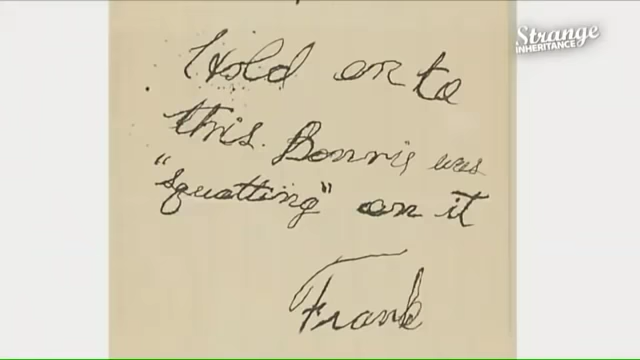 Strange
INHERITANCE
Hold on to
this. Bonnie was
"squatting" on it
Frank